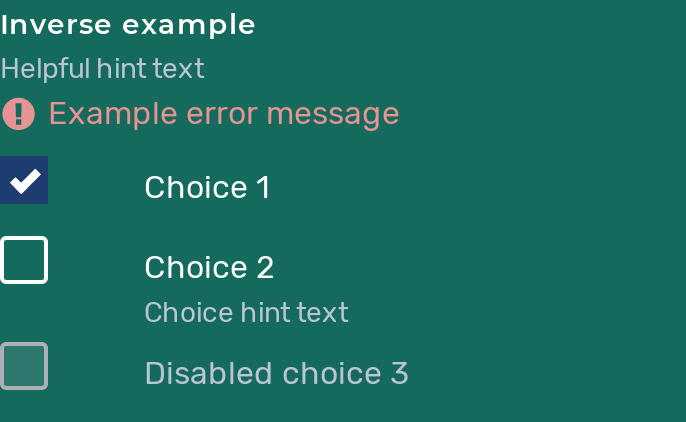 Inverse example
Helpful hint text
Example error message
Choice 1
Choice 2
Choice hint text
Disabled choice 3